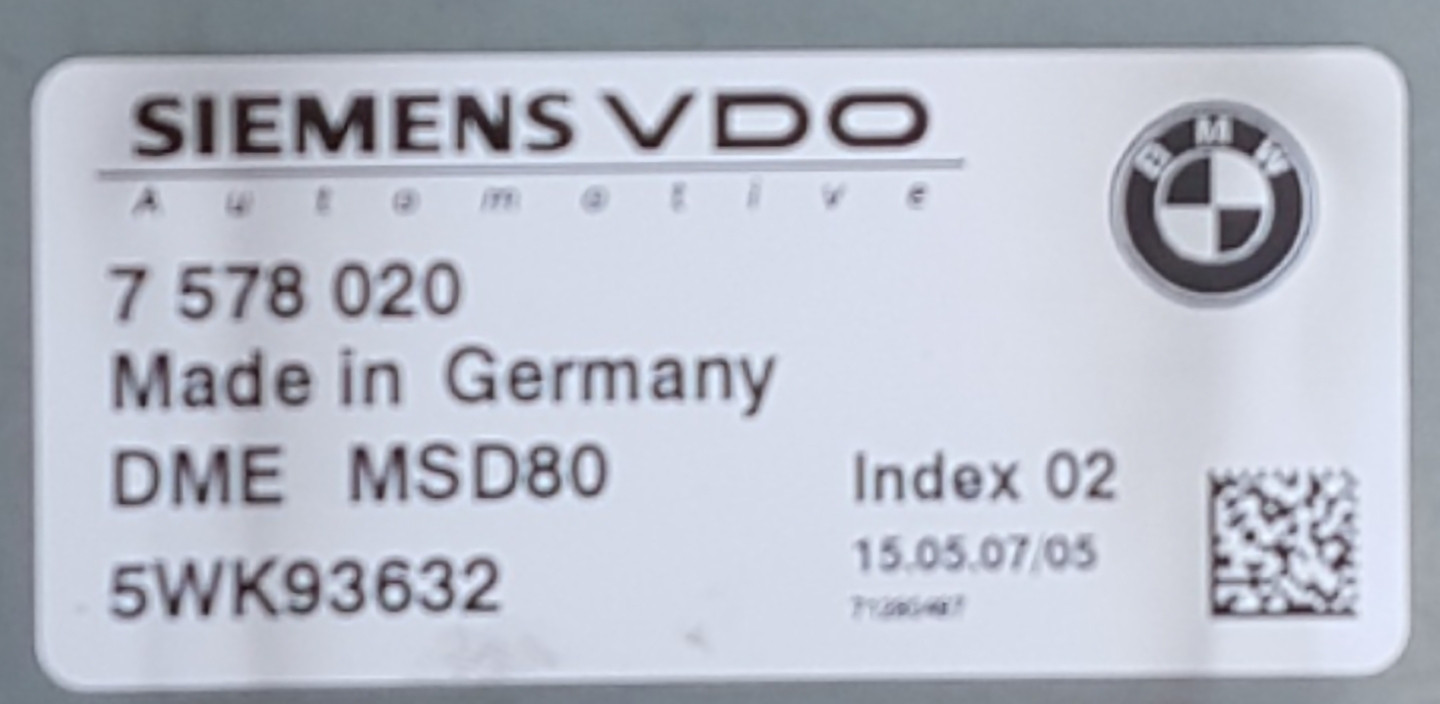 SIEMENS VDO
Automotive
BMW
7 578 020
Made in Germany
DME MSD80
Index 02
15.05.07/05
5WK93632